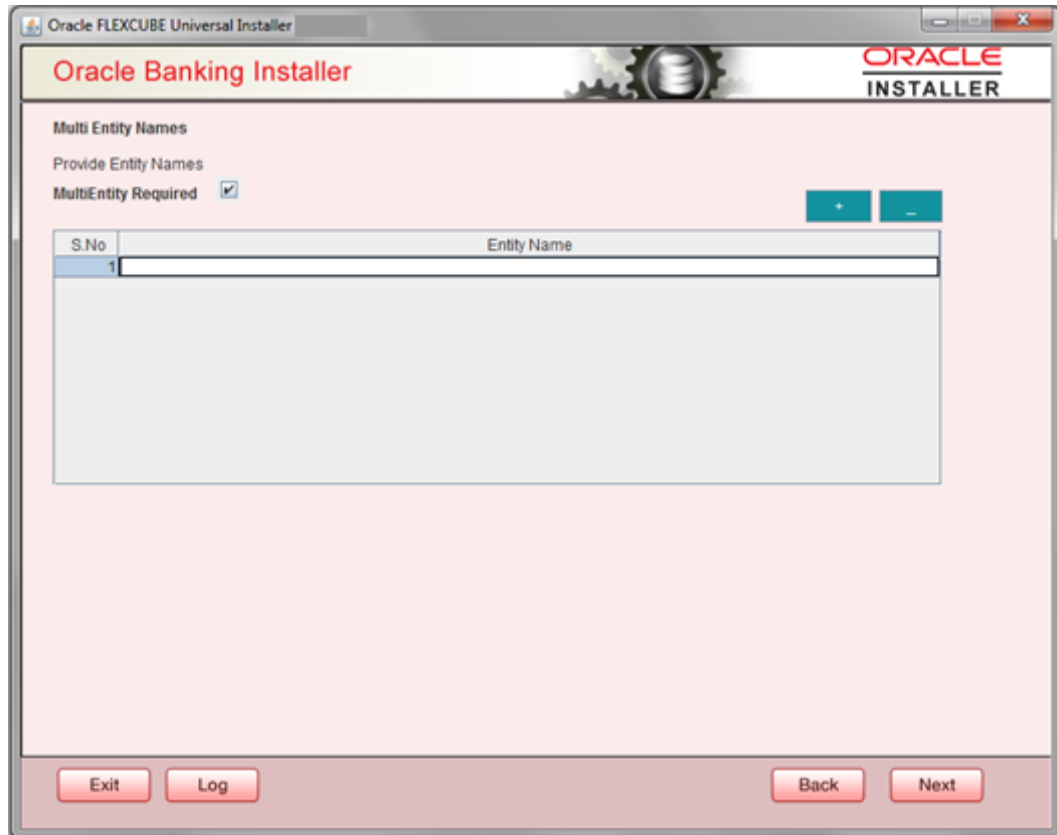 Oracle FLEXCUBE Universal Installer
Oracle Banking Installer
ORACLE
INSTALLER
Multi Entity Names
Provide Entity Names
MultiEntity Required
+ _
S.No Entity Name
1
Exit Log Back Next